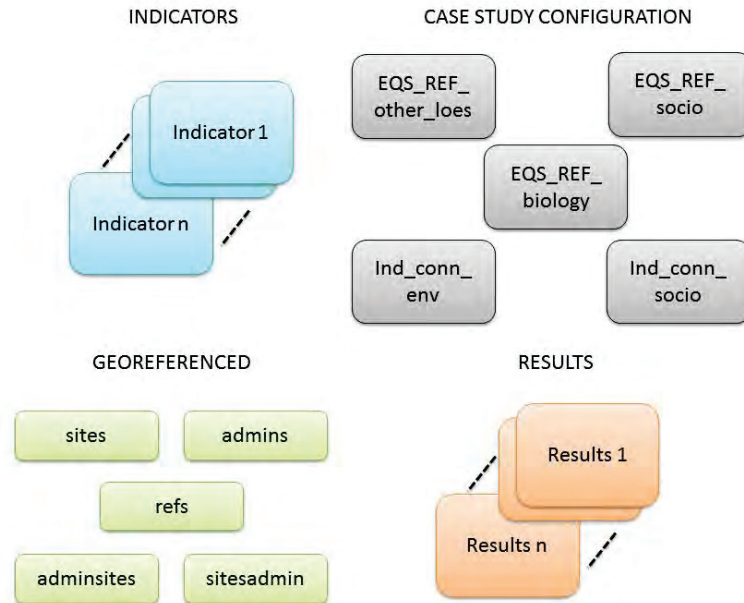 INDICATORS
Indicator 1
Indicator n
CASE STUDY CONFIGURATION
EQS_REF_
other_loes
EQS_REF_
socio
EQS_REF_
biology
Ind_conn_
env
Ind_conn_
socio
GEOREFERENCED
sites
admins
refs
adminsites
sitesadmin
RESULTS
Results 1
Results n